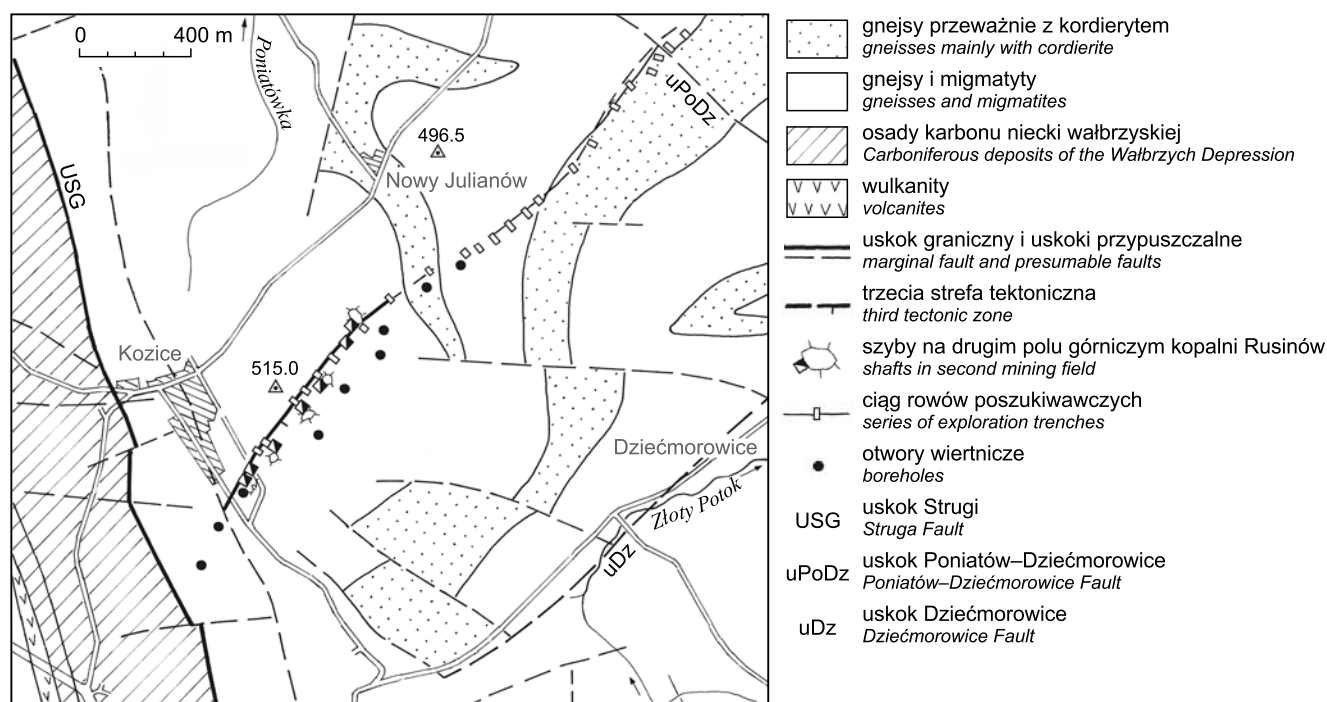 0 400 m
Poniatówka
496.5
uPoDz
USG
Nowy Julianów
Kozice
515.0
Dziećmorowice
Złoty Potok
uDz
gnejsy przeważnie z kordierytem
gneisses mainly with cordierite
gnejsy i migmatyty
gneisses and migmatites
osady karbonu niecki wałbrzyskiej
Carboniferous deposits of the Wałbrzych Depression
wulkanity
volcanites
uskok graniczny i uskoki przypuszczalne
marginal fault and presumable faults
trzecia strefa tektoniczna
third tectonic zone
szyby na drugim polu górniczym kopalni Rusinów
shafts in second mining field
ciąg rowów poszukiwawczych
series of exploration trenches
otwory wiertnicze
boreholes
USG uskok Strugi
Struga Fault
uPoDz uskok Poniatów–Dziećmorowice
Poniatów–Dziećmorowice Fault
uDz uskok Dziećmorowice
Dziećmorowice Fault